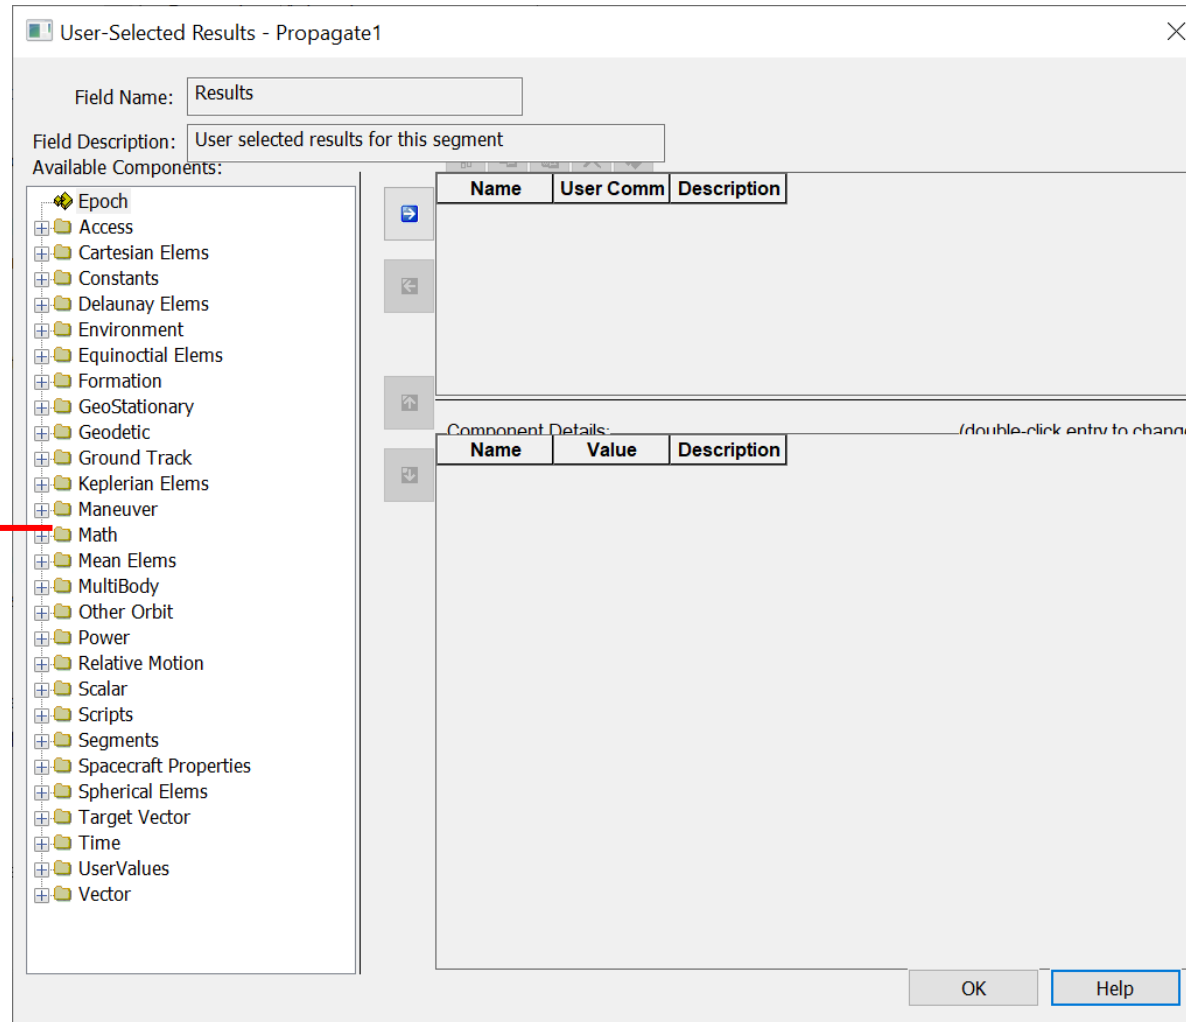 User-Selected Results - Propagate1
Field Name: Results
Field Description: User selected results for this segment
Available Components:
Name User Comm Description
Epoch
Access
Cartesian Elems
Constants
Delaunay Elems
Environment
Equinoctial Elems
Formation
GeoStationary
Geodetic
Ground Track
Keplerian Elems
Maneuver
Math
Mean Elems
MultiBody
Other Orbit
Power
Relative Motion
Scalar
Scripts
Segments
Spacecraft Properties
Spherical Elems
Target Vector
Time
UserValues
Vector
Component Details: (double-click entry to change
Name Value Description
OK Help